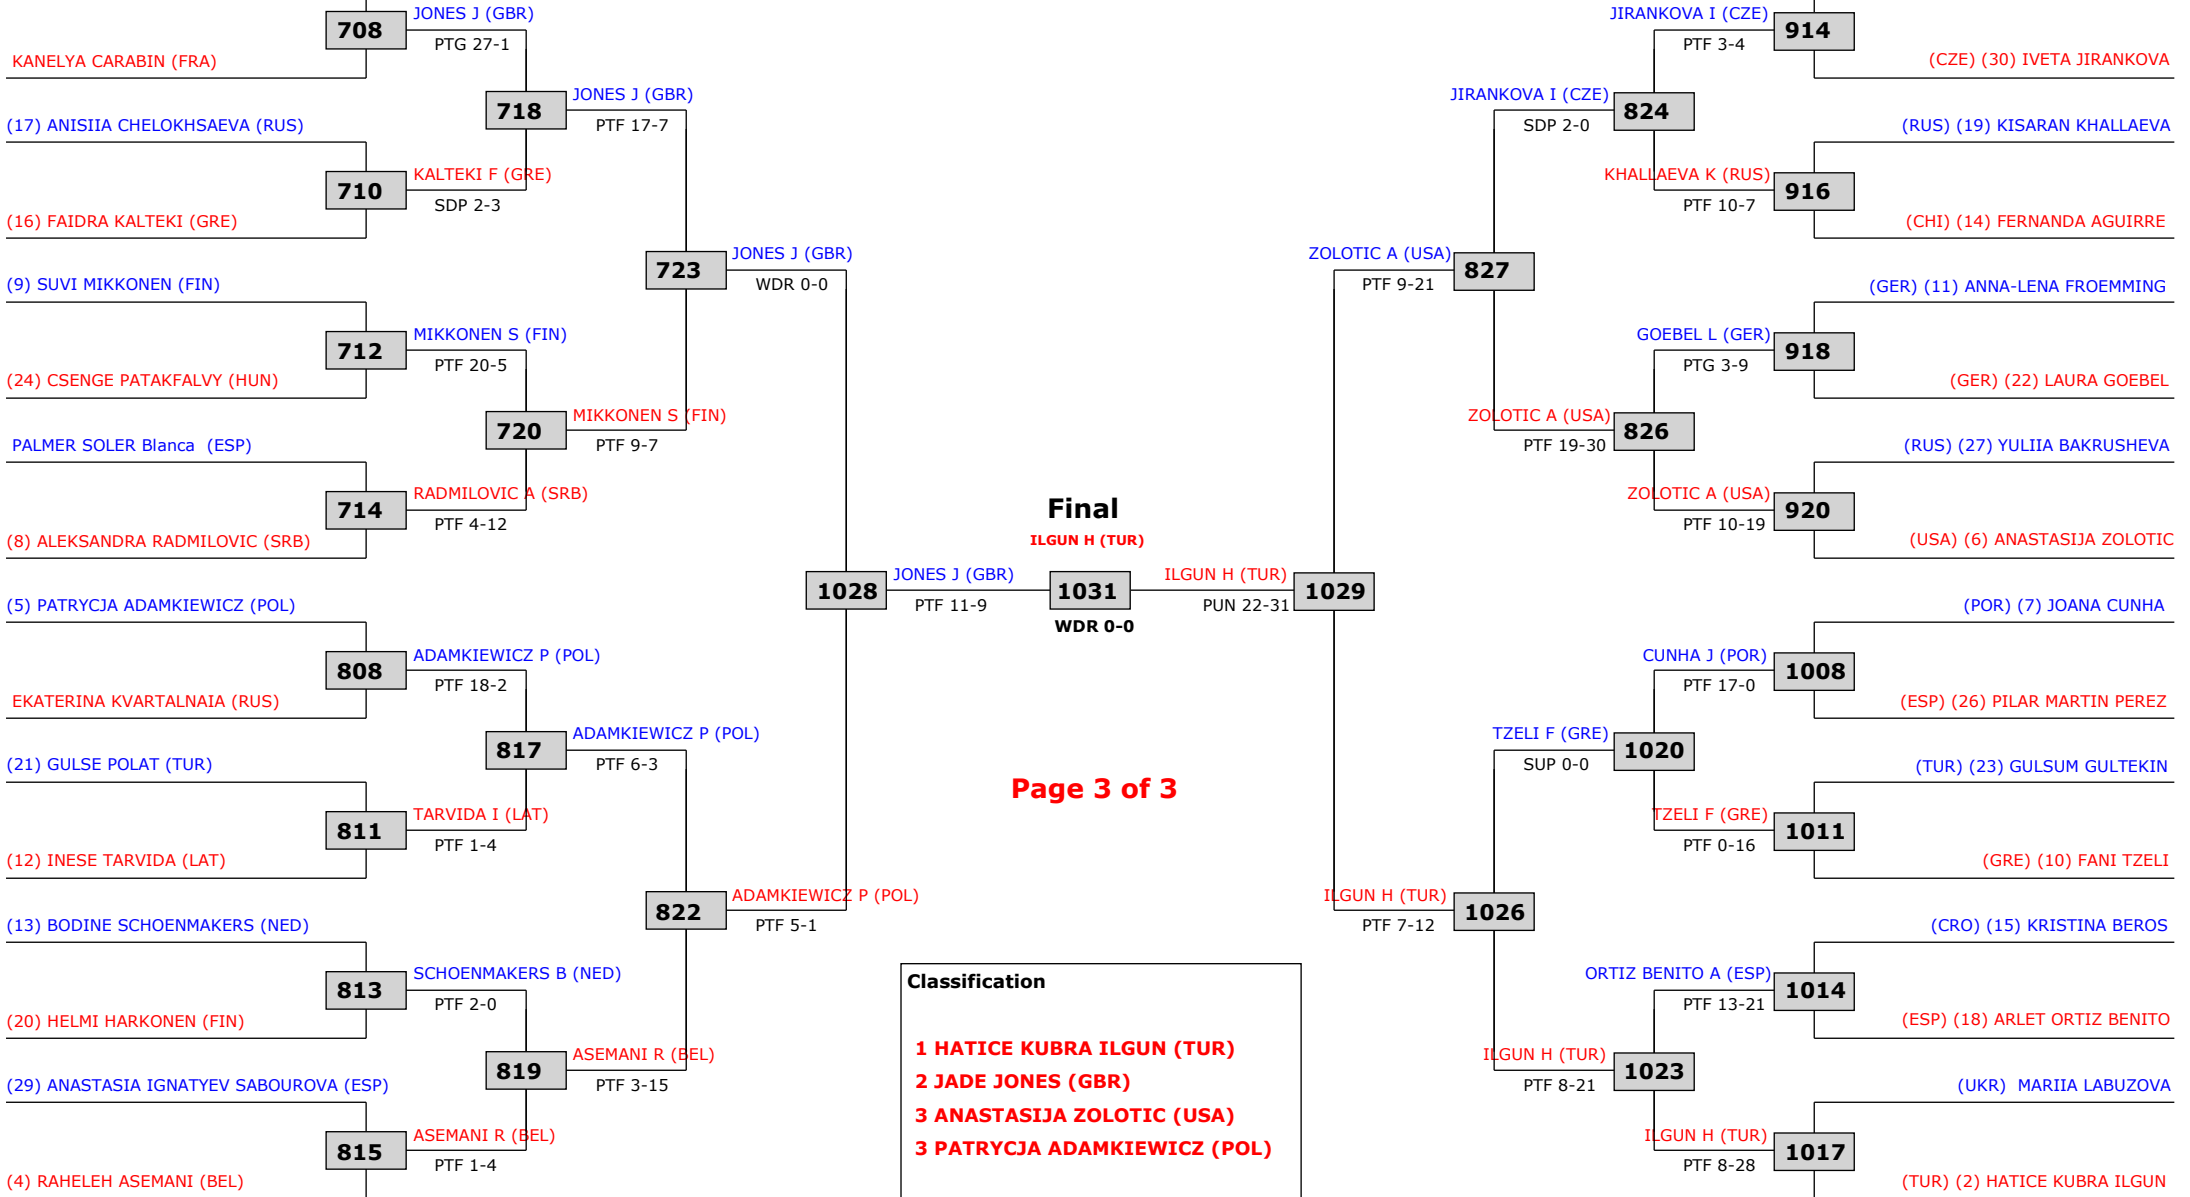 JONES J (GBR)
708
PTG 27-1
KANELYA CARABIN (FRA)
JONES J (GBR)
718
PTF 17-7
(17) ANISIIA CHELOKHSAEVA (RUS)
KALTEKI F (GRE)
710
SDP 2-3
(16) FAIDRA KALTEKI (GRE)
JONES J (GBR)
723
WDR 0-0
(9) SUVI MIKKONEN (FIN)
MIKKONEN S (FIN)
712
PTF 20-5
(24) CSENGE PATAKFALVY (HUN)
MIKKONEN S (FIN)
720
PTF 9-7
PALMER SOLER Blanca (ESP)
RADMILOVIC A (SRB)
714
PTF 4-12
(8) ALEKSANDRA RADMILOVIC (SRB)
1028
JONES J (GBR)
PTF 11-9
(5) PATRYCJA ADAMKIEWICZ (POL)
ADAMKIEWICZ P (POL)
808
PTF 18-2
EKATERINA KVARTALNAIA (RUS)
ADAMKIEWICZ P (POL)
817
PTF 6-3
(21) GULSE POLAT (TUR)
TARVIDA I (LAT)
811
PTF 1-4
(12) INESE TARVIDA (LAT)
ADAMKIEWICZ P (POL)
822
PTF 5-1
(13) BODINE SCHOENMAKERS (NED)
SCHOENMAKERS B (NED)
813
PTF 2-0
(20) HELMI HARKONEN (FIN)
ASEMANI R (BEL)
819
PTF 3-15
(29) ANASTASIA IGNATYEV SABOUROVA (ESP)
ASEMANI R (BEL)
815
PTF 1-4
(4) RAHELEH ASEMANI (BEL)
Final
ILGUN H (TUR)
1031
WDR 0-0
Page 3 of 3
Classification
1 HATICE KUBRA ILGUN (TUR)
2 JADE JONES (GBR)
3 ANASTASIJA ZOLOTIC (USA)
3 PATRYCJA ADAMKIEWICZ (POL)
JIRANKOVA I (CZE)
914
PTF 3-4
(CZE) (30) IVETA JIRANKOVA
JIRANKOVA I (CZE)
824
SDP 2-0
(RUS) (19) KISARAN KHALLAEVA
KHALLAEVA K (RUS)
916
PTF 10-7
(CHI) (14) FERNANDA AGUIRRE
ZOLOTIC A (USA)
827
PTF 9-21
(GER) (11) ANNA-LENA FROEMMING
GOEBEL L (GER)
918
PTG 3-9
(GER) (22) LAURA GOEBEL
ZOLOTIC A (USA)
826
PTF 19-30
(RUS) (27) YULIIA BAKRUSHEVA
ZOLOTIC A (USA)
920
PTF 10-19
(USA) (6) ANASTASIJA ZOLOTIC
ILGUN H (TUR)
1029
PUN 22-31
(POR) (7) JOANA CUNHA
CUNHA J (POR)
1008
PTF 17-0
(ESP) (26) PILAR MARTIN PEREZ
TZELI F (GRE)
1020
SUP 0-0
(TUR) (23) GULSUM GULTEKIN
TZELI F (GRE)
1011
PTF 0-16
(GRE) (10) FANI TZELI
ILGUN H (TUR)
1026
PTF 7-12
(CRO) (15) KRISTINA BEROS
ORTIZ BENITO A (ESP)
1014
PTF 13-21
(ESP) (18) ARLET ORTIZ BENITO
ILGUN H (TUR)
1023
PTF 8-21
(UKR) MARIIA LABUZOVA
ILGUN H (TUR)
1017
PTF 8-28
(TUR) (2) HATICE KUBRA ILGUN